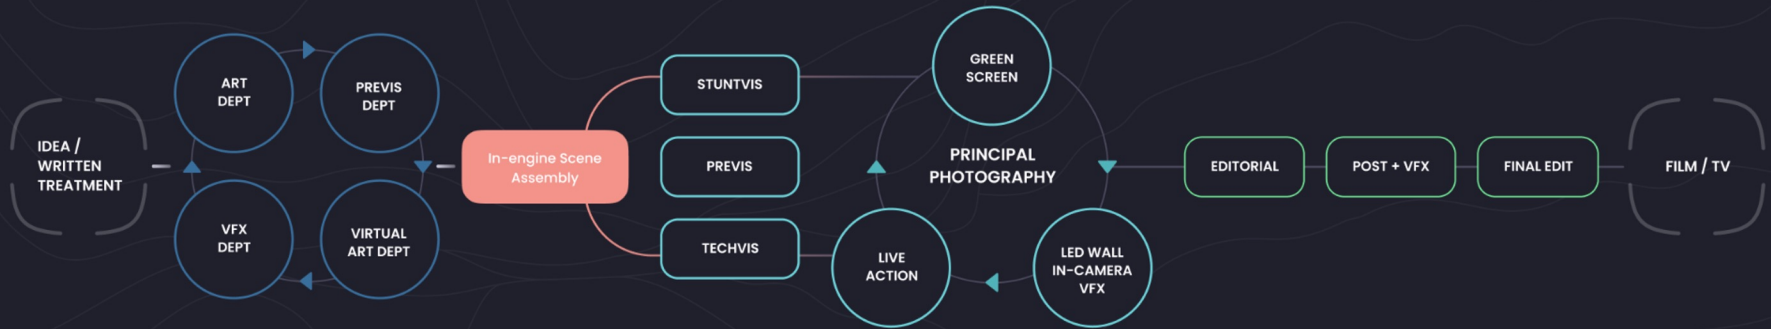 IDEA /
WRITTEN
TREATMENT
ART
DEPT
PREVIS
DEPT
VFX
DEPT
VIRTUAL
ART DEPT
In-engine Scene
Assembly
STUNTVIS
PREVIS
TECHVIS
GREEN
SCREEN
PRINCIPAL
PHOTOGRAPHY
LIVE
ACTION
LED WALL
IN-CAMERA
VFX
EDITORIAL
POST + VFX
FINAL EDIT
FILM / TV